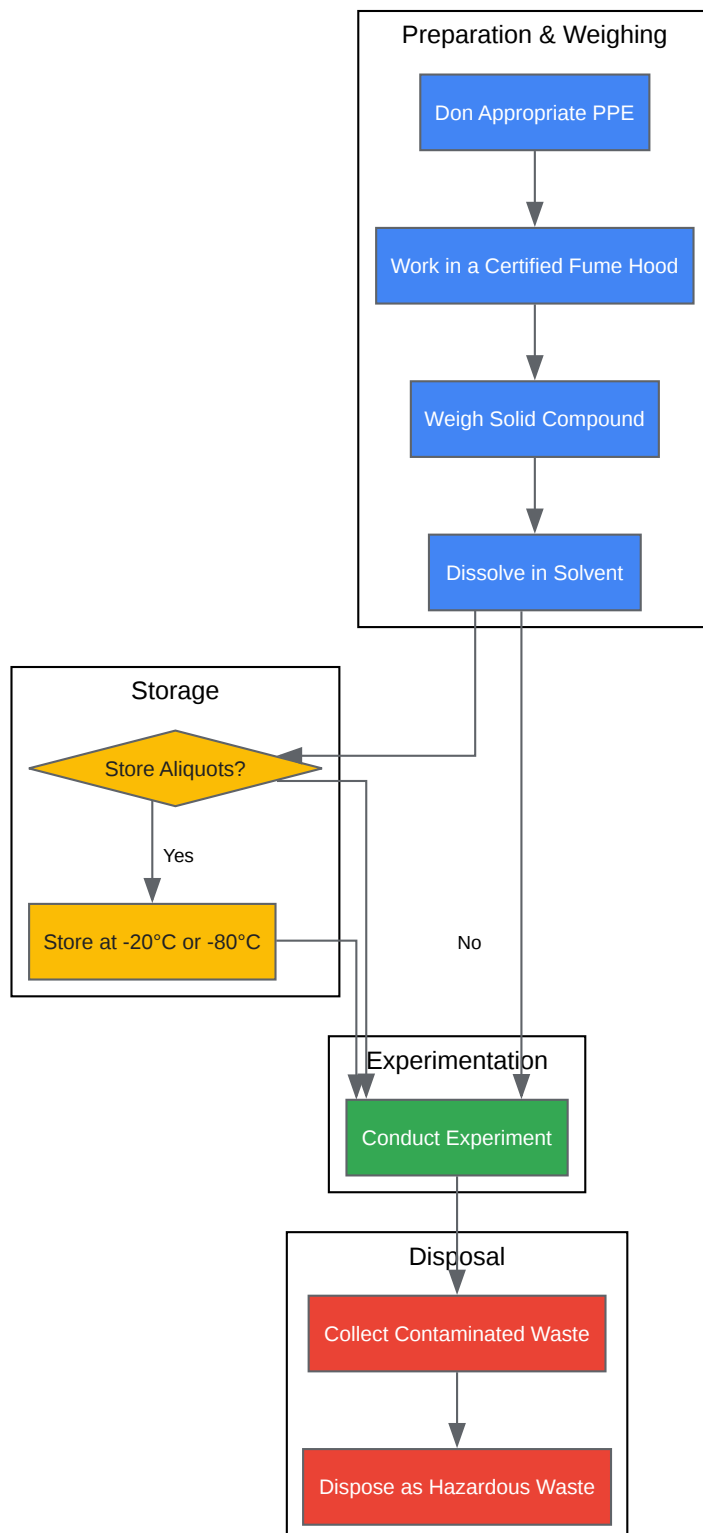 Preparation & Weighing
Don Appropriate PPE
Work in a Certified Fume Hood
Weigh Solid Compound
Dissolve in Solvent
Storage
Store Aliquots?
Yes
Store at -20°C or -80°C
No
Experimentation
Conduct Experiment
Disposal
Collect Contaminated Waste
Dispose as Hazardous Waste